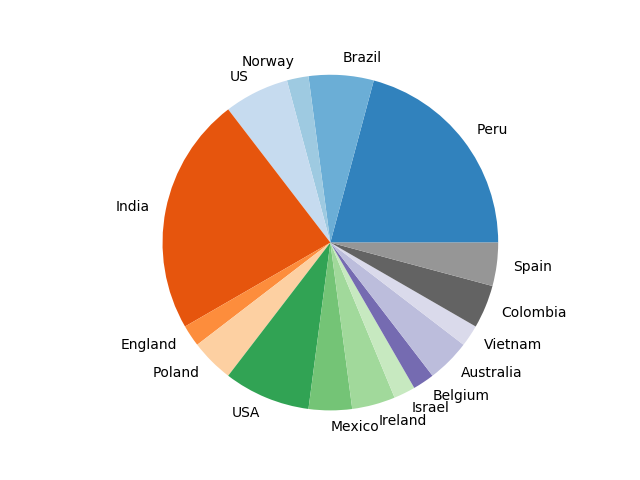 Brazil
Norway
US
Peru
India
Spain
Colombia
England
Vietnam
Poland
Australia
Belgium
Israel
USA
Ireland
Mexico